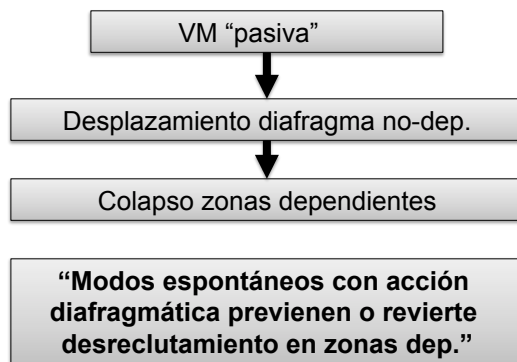 VM “pasiva”
Desplazamiento diafragma no-dep.
Colapso zonas dependientes
“Modos espontáneos con acción
diafragmática previenen o revierte
desreclutamiento en zonas dep.”